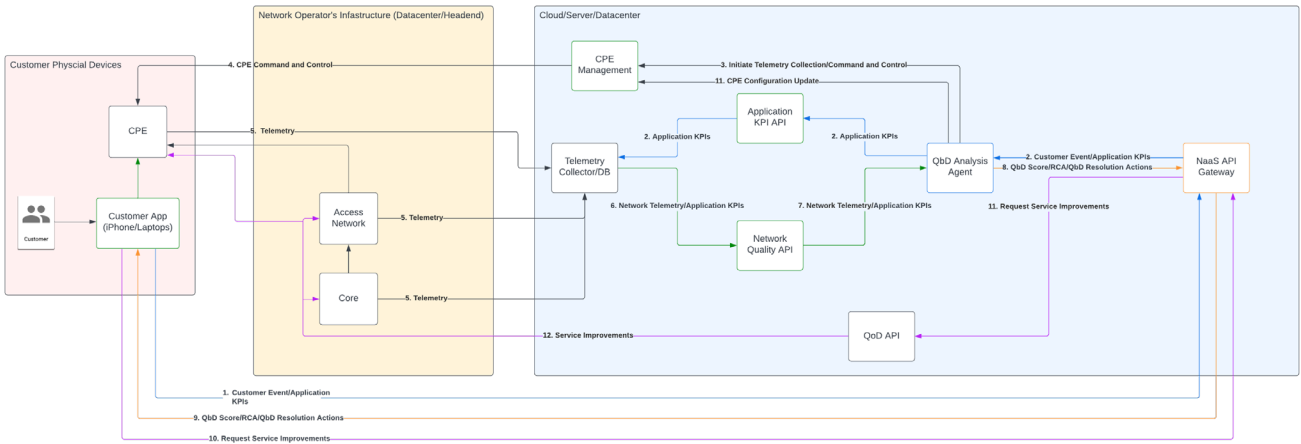 Network Operator's Infastructure (Datacenter/Headend)
Cloud/Server/Datacenter
Customer Physcial Devices
4. CPE Command and Control
CPE
Management
3. Initiate Telemetry Collection/Command and Control
11. CPE Configuration Update
CPE
5. Telemetry
Application
KPI API
2. Application KPIs
2. Application KPIs
Telemetry
Collector/DB
QbD Analysis
Agent
2. Customer Event/Application KPIs
8. QbD Score/RCA/QbD Resolution Actions
NaaS API
Gateway
Customer
Customer App
(iPhone/Laptops)
Access
Network
5. Telemetry
6. Network Telemetry/Application KPIs
7. Network Telemetry/Application KPIs
11. Request Service Improvements
Network
Quality API
Core
5. Telemetry
12. Service Improvements
QoD API
1. Customer Event/Application
KPIs
9. QbD Score/RCA/QbD Resolution Actions
10. Request Service Improvements